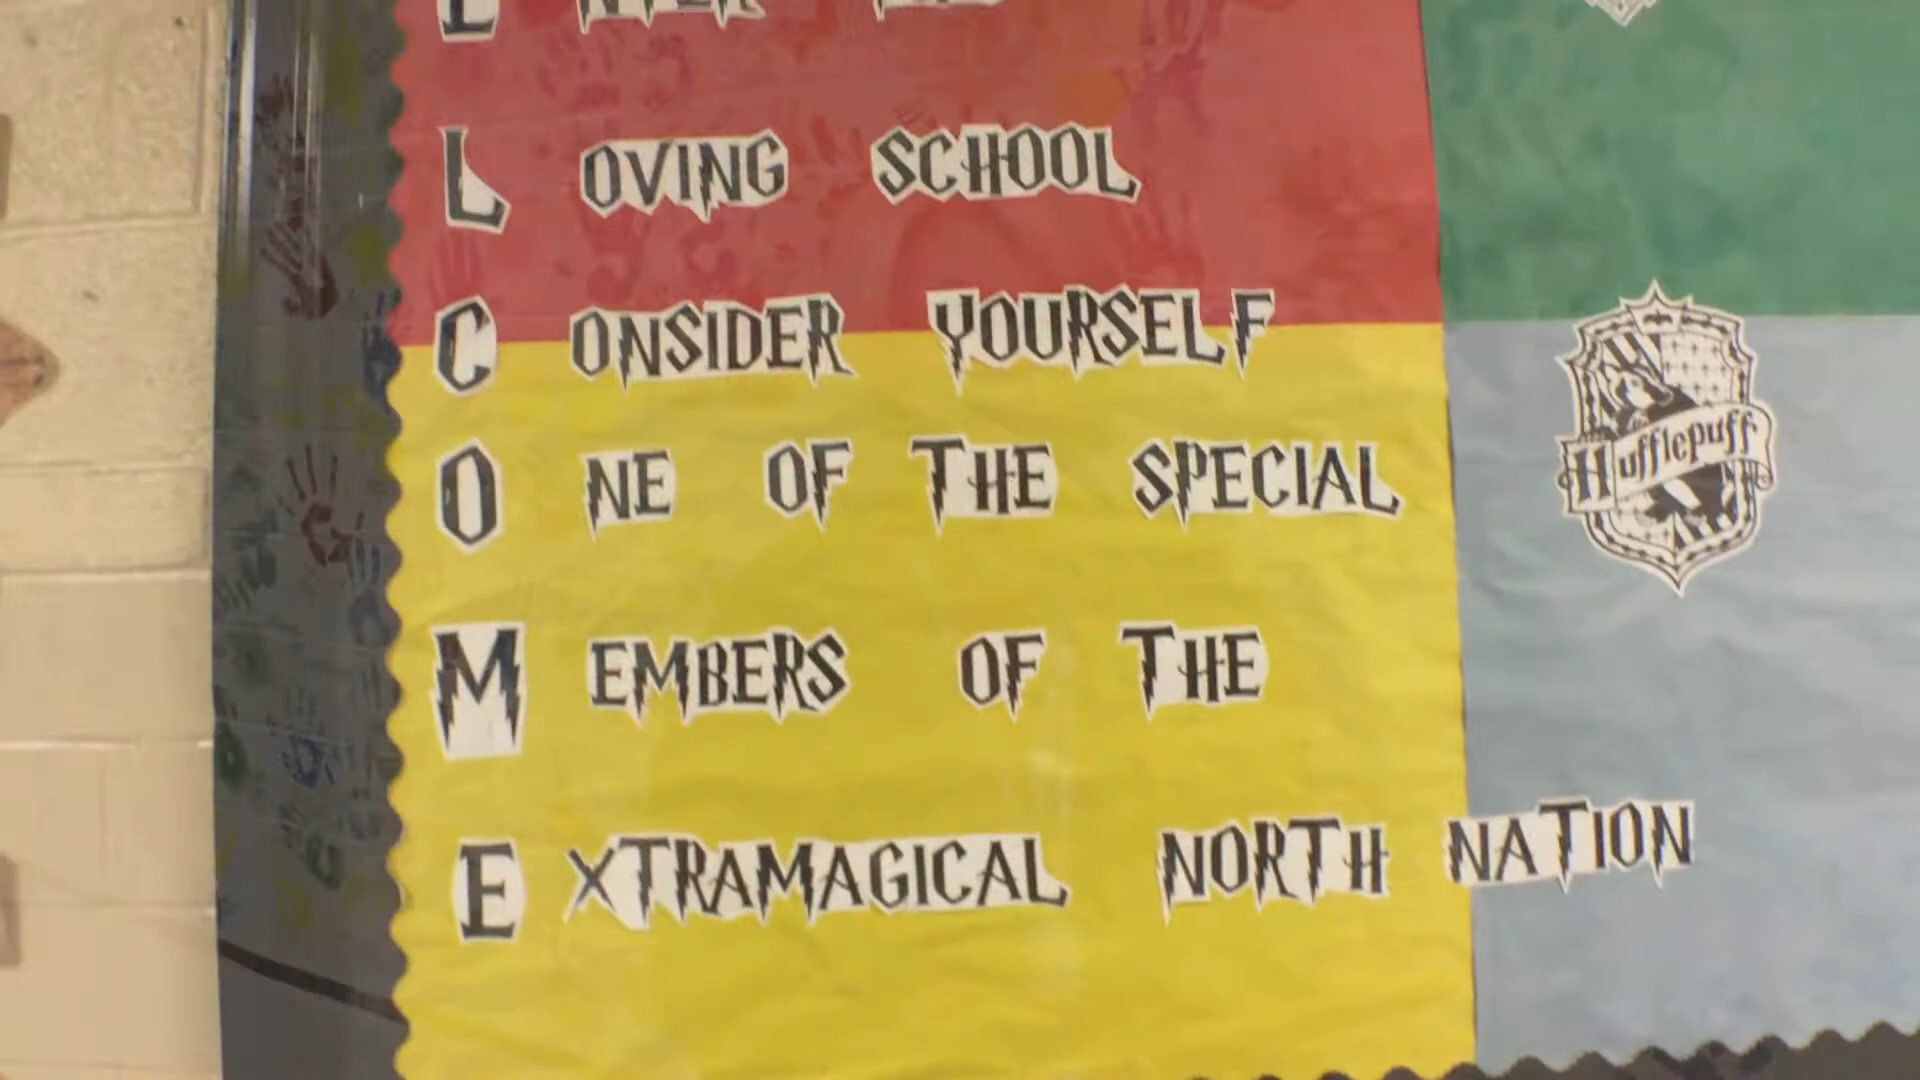 LOVING SCHOOL
CONSIDER YOURSELF
ONE OF THE SPECIAL
Hufflepuff
MEMBERS OF THE
EXTRAMAGICAL NORTH NATION